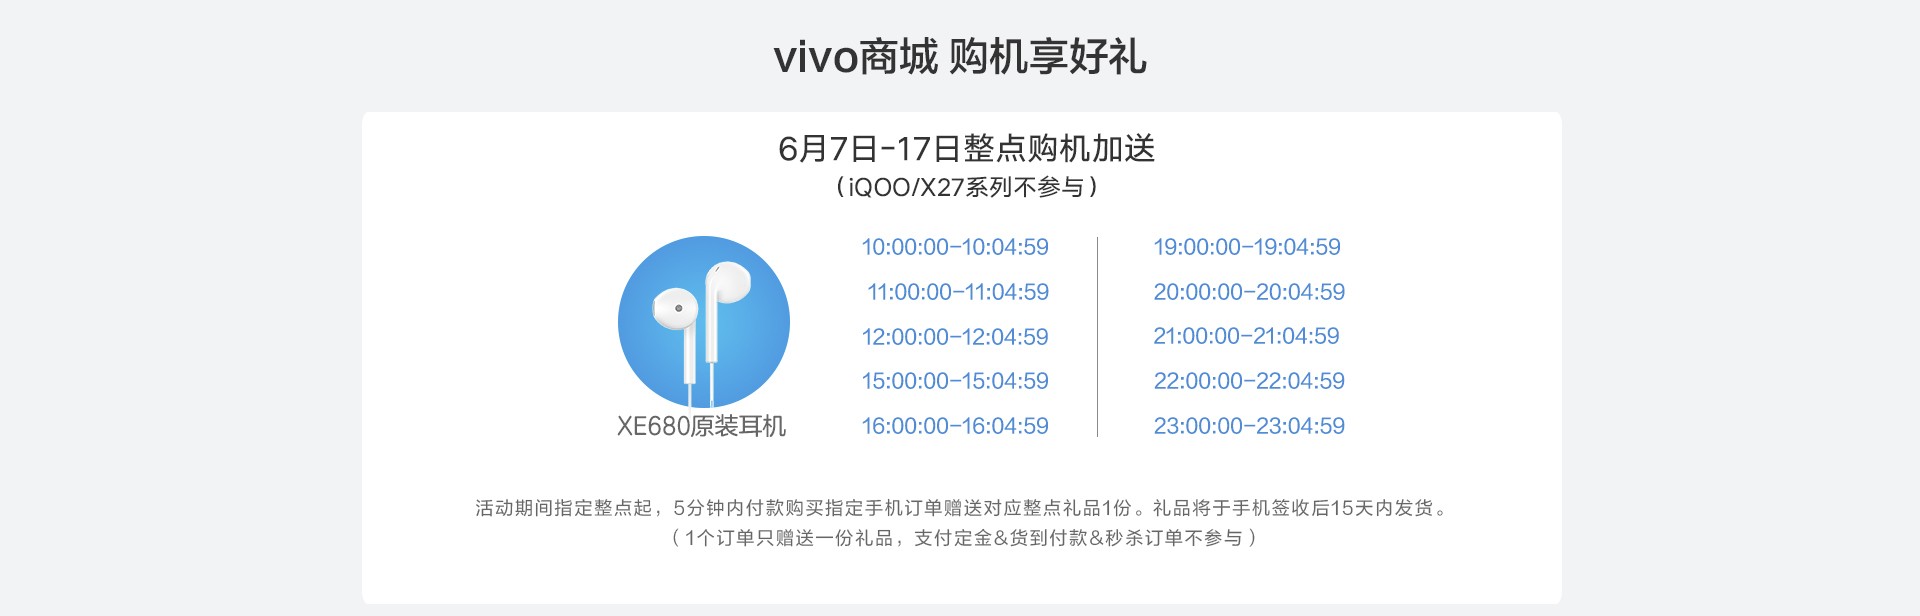 vivo商城 购机享好礼
6月7日-17日整点购机加送
（iQOO/X27系列不参与）
10:00:00-10:04:59
11:00:00-11:04:59
12:00:00-12:04:59
15:00:00-15:04:59
16:00:00-16:04:59
19:00:00-19:04:59
20:00:00-20:04:59
21:00:00-21:04:59
22:00:00-22:04:59
23:00:00-23:04:59
XE680原装耳机
活动期间指定整点起，5分钟内付款购买指定手机订单赠送对应整点礼品1份。礼品将于手机签收后15天内发货。
（1个订单只赠送一份礼品，支付定金&货到付款&秒杀订单不参与）